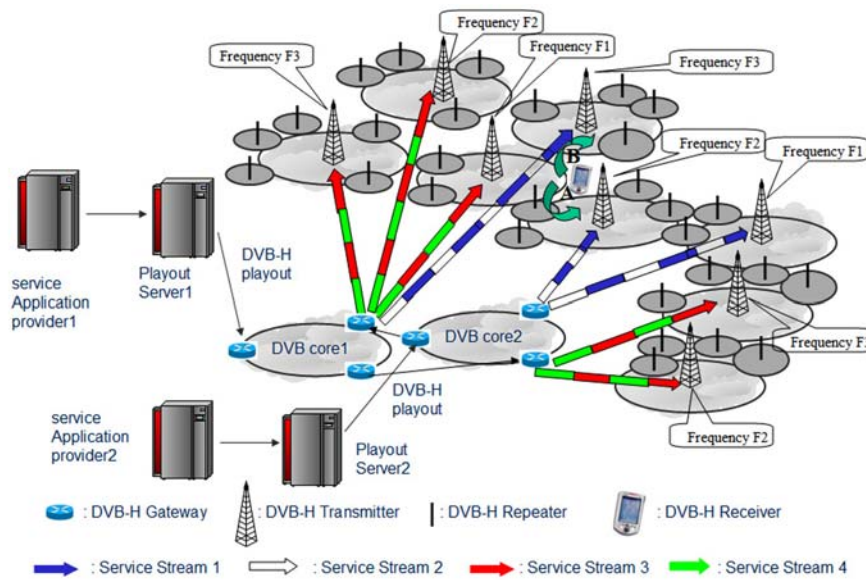 Frequency F2
Frequency F1
Frequency F3
Frequency F3
Frequency F2
Frequency F1
B
A
service
Application
provider1
Playout
Server1
DVB-H
playout
DVB core1
DVB core2
DVB-H
playout
Frequency
Frequency F2
service
Application
provider2
Playout
Server2
: DVB-H Gateway
: DVB-H Transmitter
: DVB-H Repeater
: DVB-H Receiver
: Service Stream 1
: Service Stream 2
: Service Stream 3
: Service Stream 4